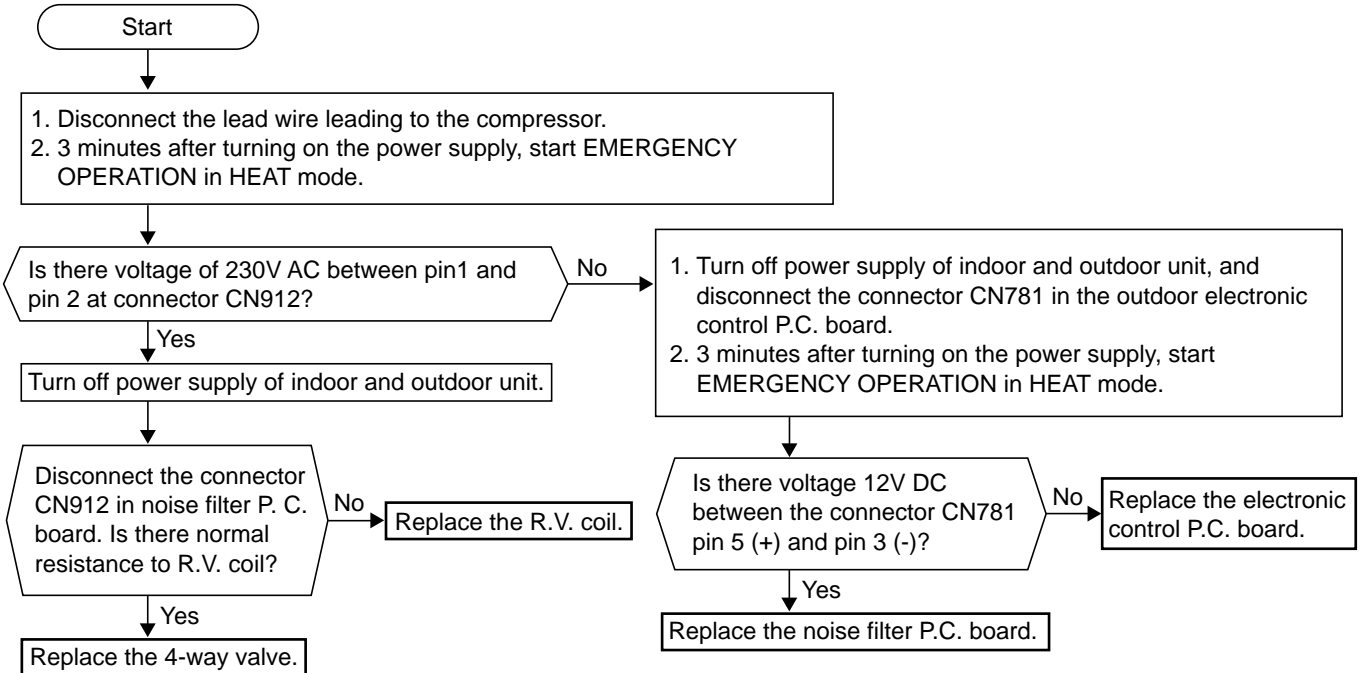 Start
1. Disconnect the lead wire leading to the compressor.
2. 3 minutes after turning on the power supply, start EMERGENCY
OPERATION in HEAT mode.
Is there voltage of 230V AC between pin1 and
pin 2 at connector CN912?
No
Yes
1. Turn off power supply of indoor and outdoor unit, and
disconnect the connector CN781 in the outdoor electronic
control P.C. board.
2. 3 minutes after turning on the power supply, start
EMERGENCY OPERATION in HEAT mode.
Turn off power supply of indoor and outdoor unit.
Disconnect the connector
CN912 in noise filter P. C.
board. Is there normal
resistance to R.V. coil?
No
Replace the R.V. coil.
Yes
Replace the 4-way valve.
Is there voltage 12V DC
between the connector CN781
pin 5 (+) and pin 3 (-)?
No
Replace the electronic
control P.C. board.
Yes
Replace the noise filter P.C. board.